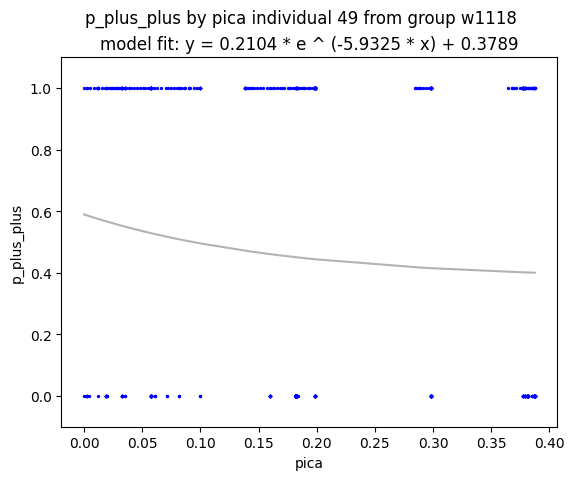 p_plus_plus by pica individual 49 from group w1118
model fit: y = 0.2104 * e ^ (-5.9325 * x) + 0.3789
1.0
0.8
0.6
0.4
0.2
0.0
p_plus_plus
0.00 0.05 0.10 0.15 0.20 0.25 0.30 0.35 0.40
pica